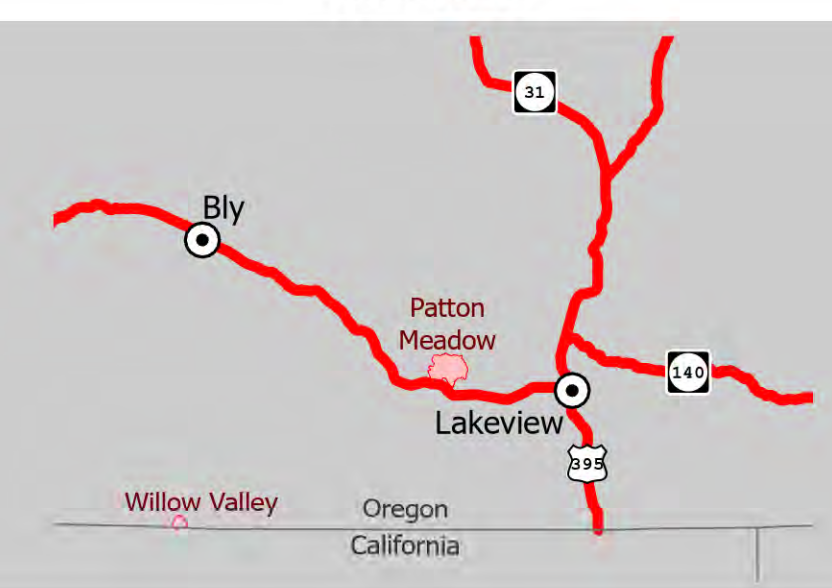 31
Bly
Patton
Meadow
140
Lakeview
395
Willow Valley
Oregon
California